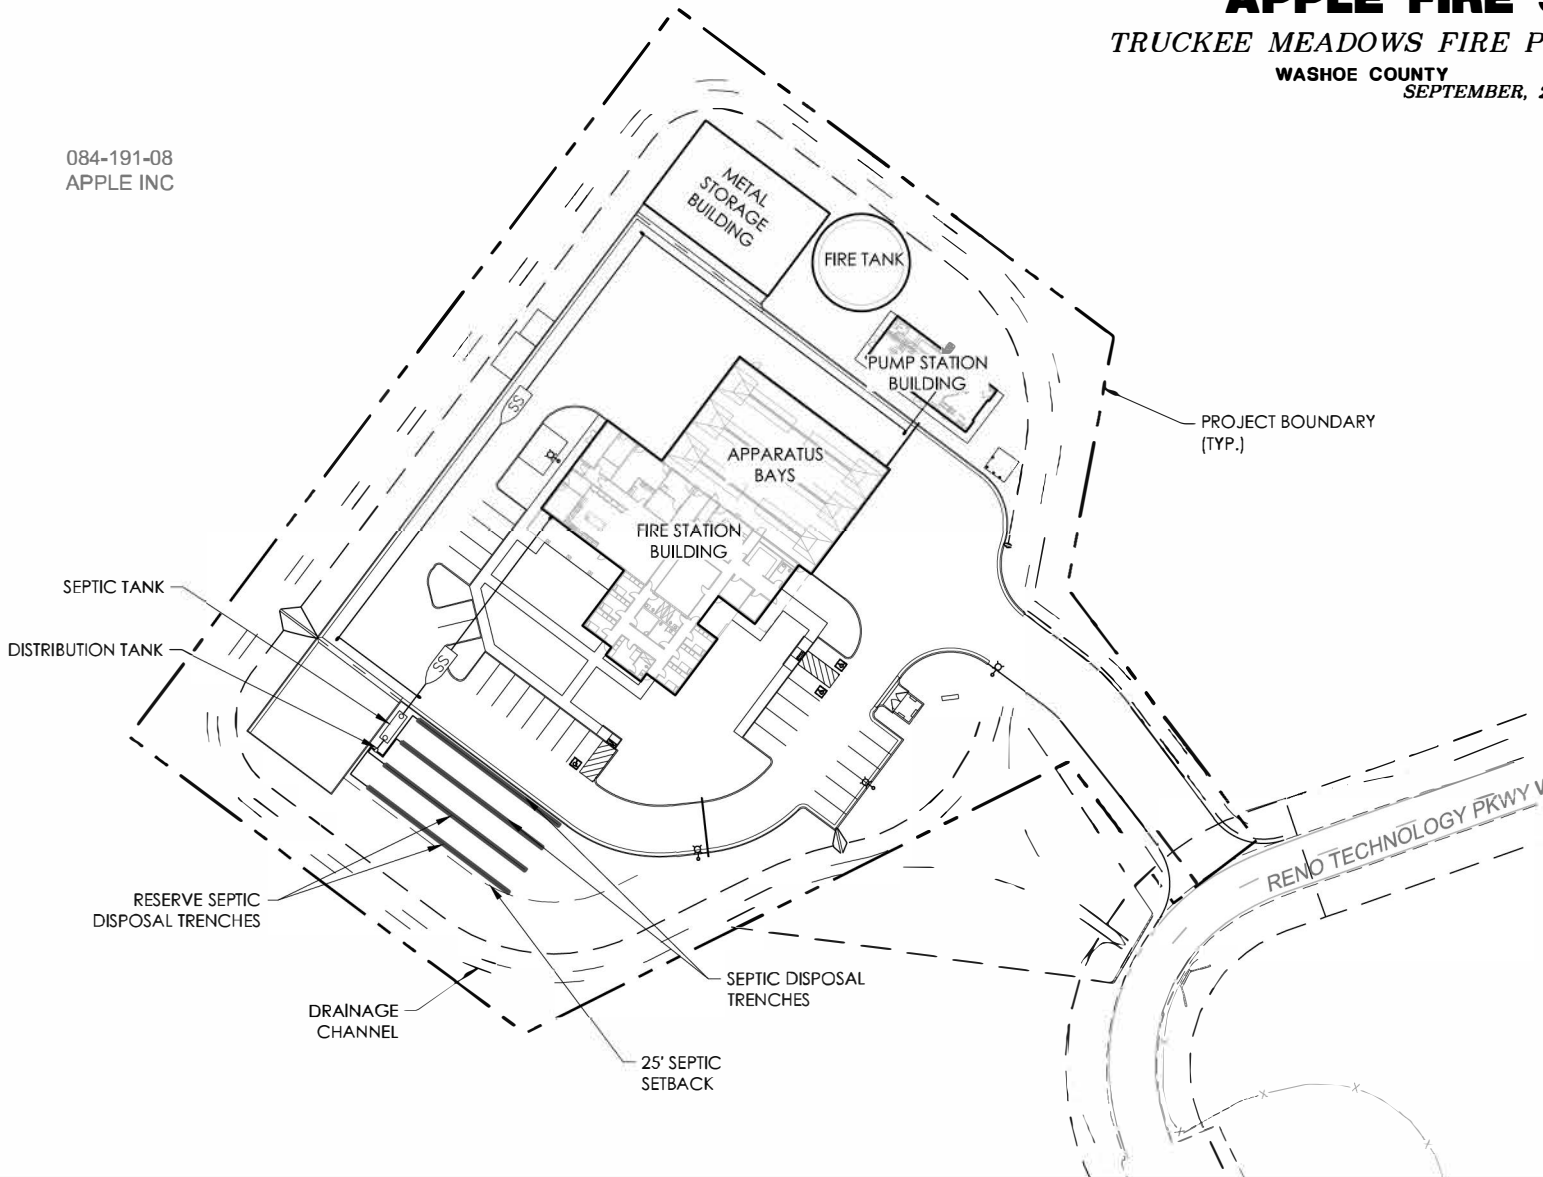 APPLE FIRE
TRUCKEE MEADOWS FIRE P
WASHOE COUNTY
SEPTEMBER,
084-191-08
APPLE INC
METAL
STORAGE
BUILDING
FIRE TANK
PUMP STATION
BUILDING
PROJECT BOUNDARY
(TYP.)
SS
APPARATUS
BAYS
FIRE STATION
BUILDING
SEPTIC TANK
DISTRIBUTION TANK
SS
RENO TECHNOLOGY PKWY W
RESERVE SEPTIC
DISPOSAL TRENCHES
SEPTIC DISPOSAL
TRENCHES
DRAINAGE
CHANNEL
25' SEPTIC
SETBACK